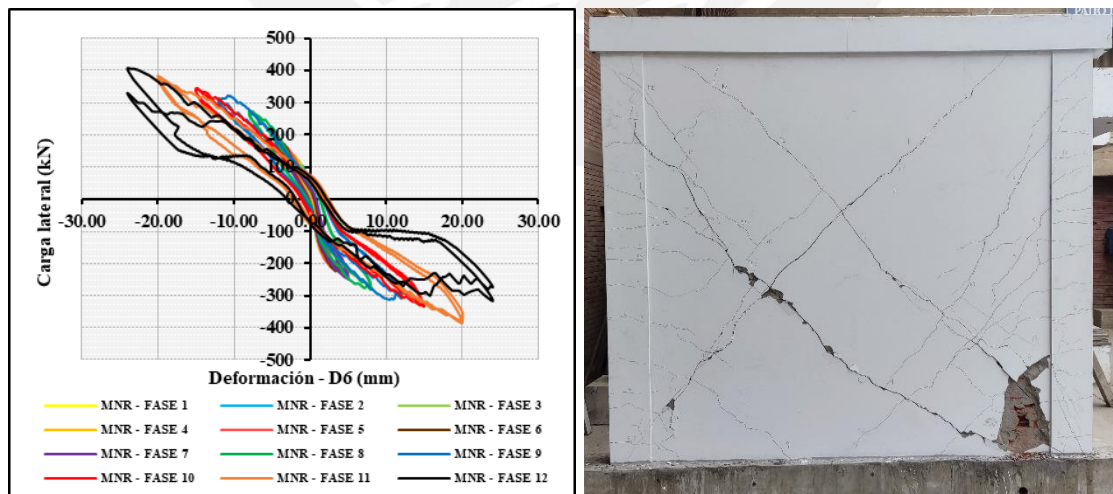 500
400
300
200
100
0
-100
-200
-300
-400
-500
-30.00 -20.00 -10.00 0.00 10.00 20.00 30.00
Carga lateral (kN)
Deformación - D6 (mm)
MNR - FASE 1 MNR - FASE 2 MNR - FASE 3
MNR - FASE 4 MNR - FASE 5 MNR - FASE 6
MNR - FASE 7 MNR - FASE 8 MNR - FASE 9
MNR - FASE 10 MNR - FASE 11 MNR - FASE 12
PATIO